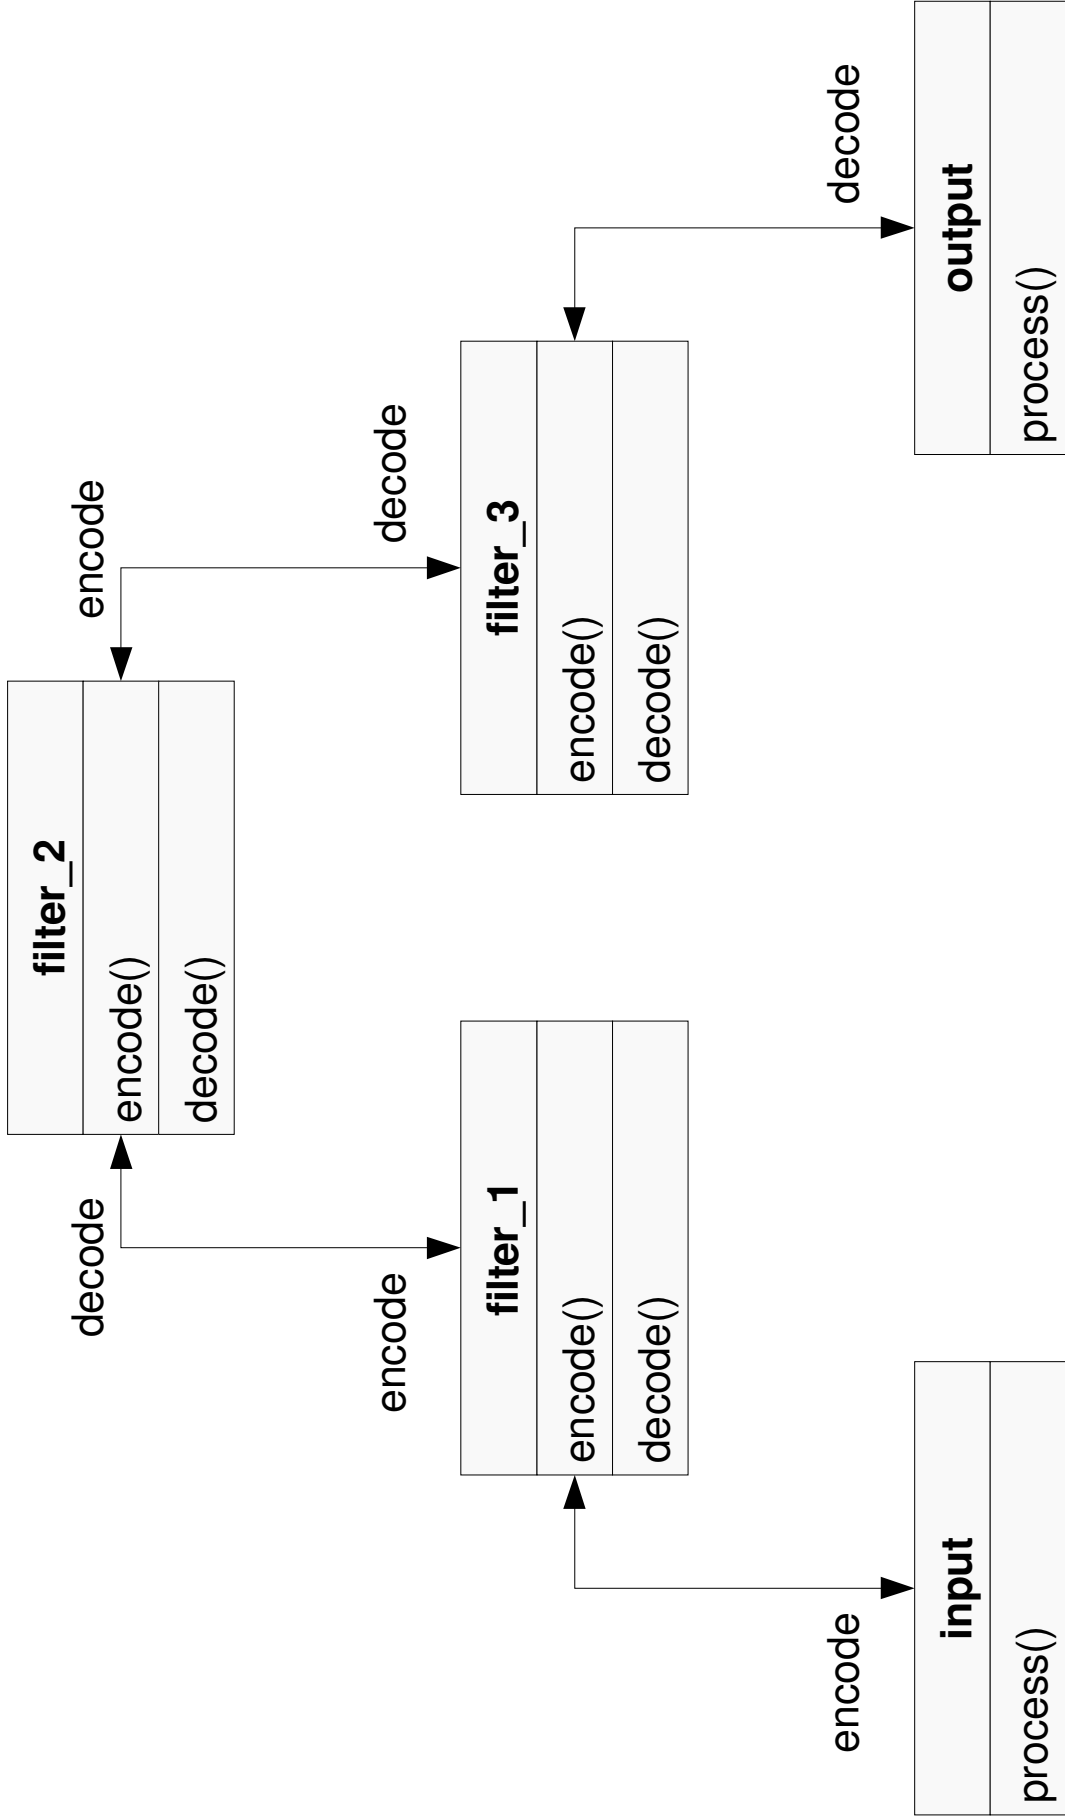 filter_2
decode
encode
encode()
decode()
encode
decode
filter_1
encode()
decode()
filter_3
encode()
decode()
encode
decode
input
process()
output
process()